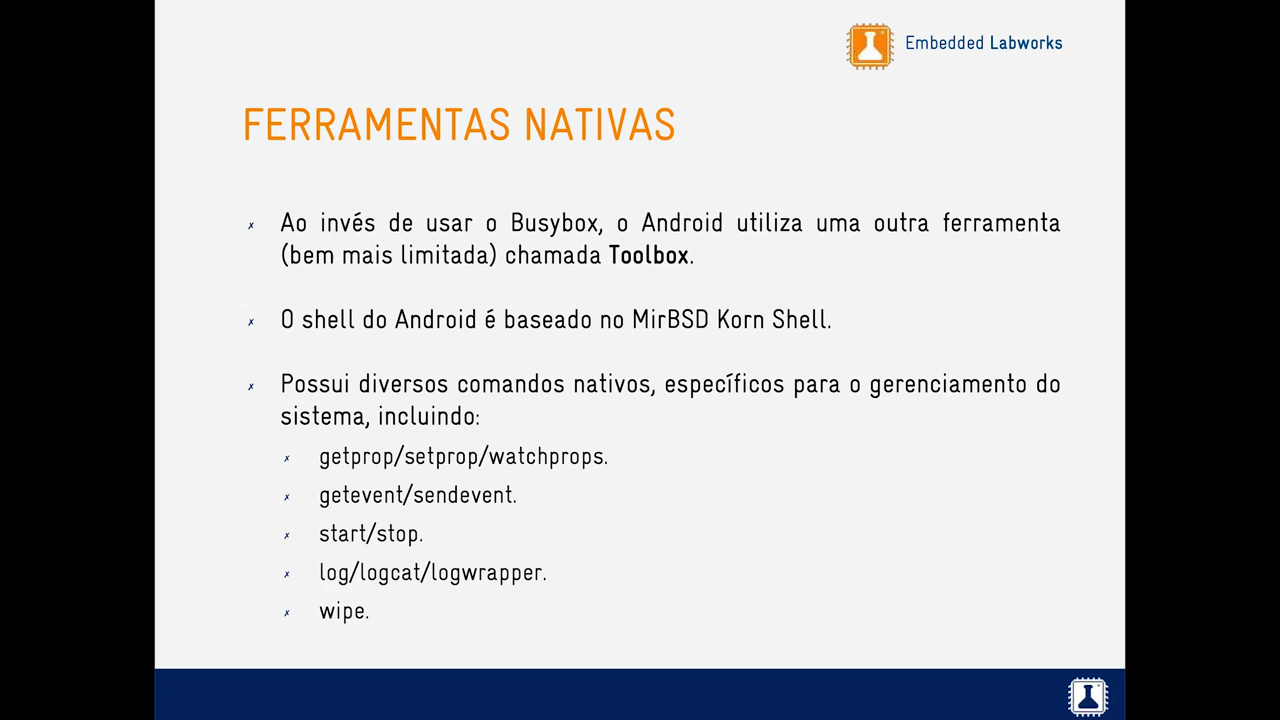 Embedded Labworks
FERRAMENTAS NATIVAS
✗ Ao invés de usar o Busybox, o Android utiliza uma outra ferramenta
(bem mais limitada) chamada Toolbox.
✗ O shell do Android é baseado no MirBSD Korn Shell.
✗ Possui diversos comandos nativos, específicos para o gerenciamento do
sistema, incluindo:
✗ getprop/setprop/watchprops.
✗ getevent/sendevent.
✗ start/stop.
✗ log/logcat/logwrapper.
✗ wipe.